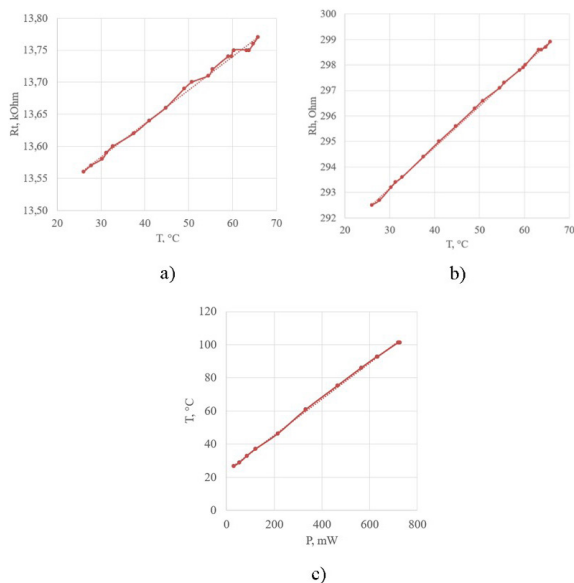 13,80
13,75
13,70
13,65
13,60
13,55
13,50
Rt, kOhm
20 30 40 50 60 70
T, °C
a)
300
299
298
297
296
295
294
293
292
Rh, Ohm
20 30 40 50 60 70
T, °C
b)
120
100
80
60
40
20
0
T, °C
0 200 400 600 800
P, mW
c)